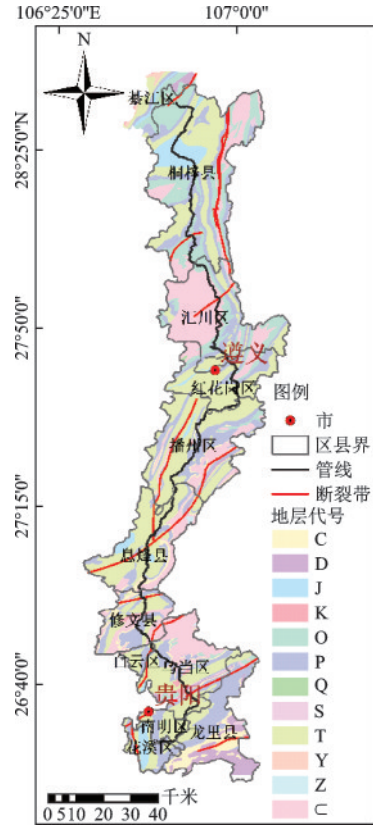 106°25'0"E
107°0'0"
N
28°25'0"N
27°50'0"
27°15'0"
26°40'0"
綦江区
桐梓县
汇川区
遵义
红花岗区
播州区
息烽县
修文县
白云区
乌当区
贵阳
南明区
龙里县
花溪区
图例
市
区县界
管线
断裂带
地层代号
C
D
J
K
O
P
Q
S
T
Y
Z
⊂
0 5 10 20 30 40 千米